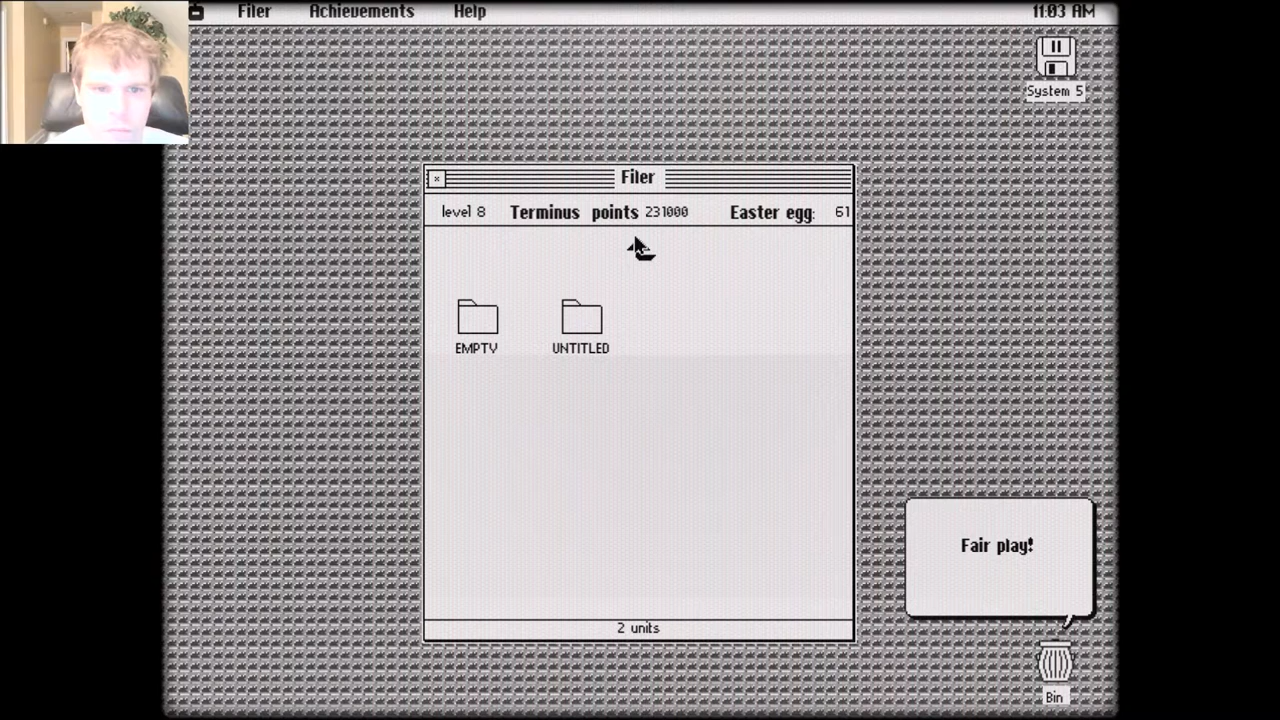 Filer Achievements Help 11:03 AM
System 5
Filer
level 8 Terminus points 231000 Easter egg: 61
EMPTY UNTITLED
Fair play!
2 units
Bin